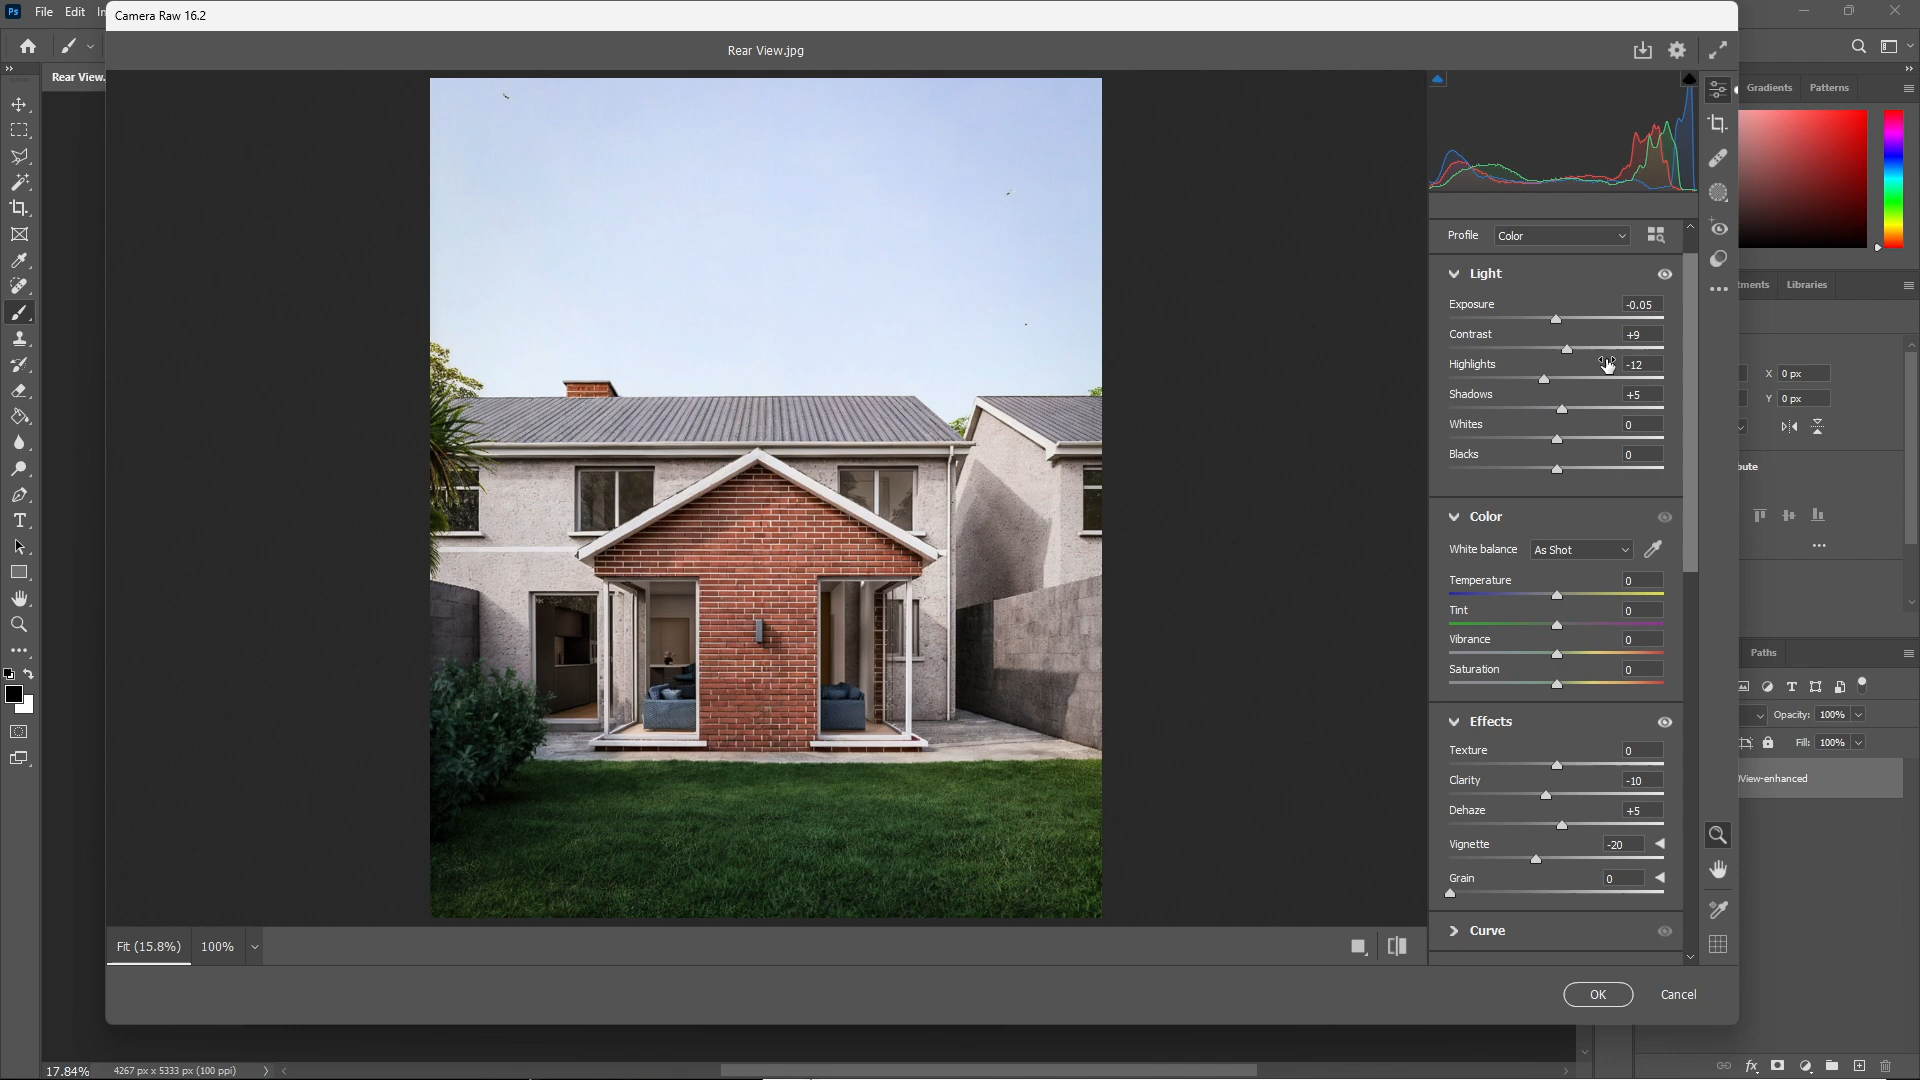 Ps File Edit In
Camera Raw 16.2
Rear View.jpg
Rear View.
Gradients Patterns
Profile Color
Light
Exposure -0.05
Contrast +9
Highlights -12
Shadows +5
Whites 0
Blacks 0
Color
White balance As Shot
Temperature 0
Tint 0
Vibrance 0
Saturation 0
Effects
Texture 0
Clarity -10
Dehaze +5
Vignette -20
Grain 0
Curve
Libraries
X 0 px
Y 0 px
Paths
Opacity: 100%
Fill: 100%
View-enhanced
Fit (15.8%) 100%
OK Cancel
17.84% 4267 px x 5333 px (100 ppi)